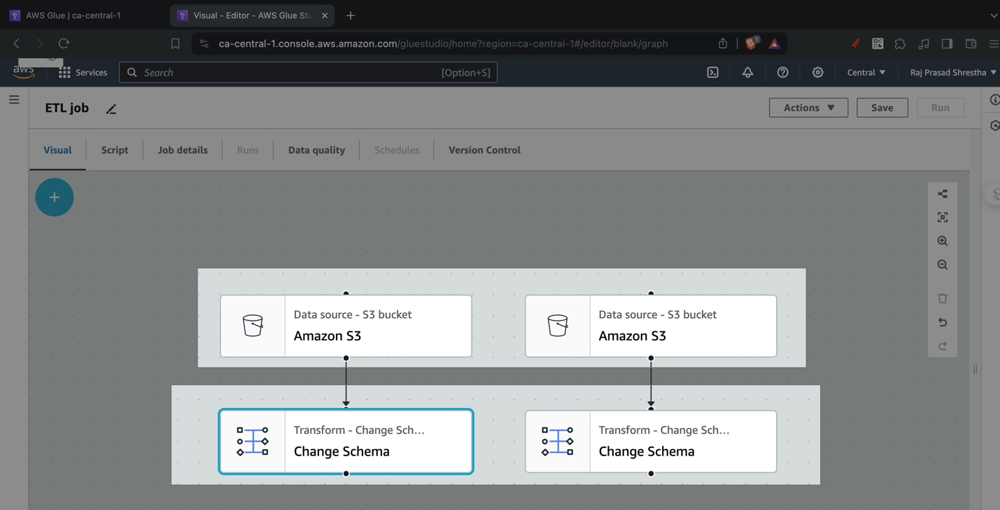 AWS Glue | ca-central-1
Visual - Editor - AWS Glue Stu
ca-central-1.console.aws.amazon.com/gluestudio/home?region=ca-central-1#/editor/blank/graph
1
aws
Services
Search
[Option+S]
Central
Raj Prasad Shrestha
ETL job
Actions
Save
Run
Visual
Script
Job details
Runs
Data quality
Schedules
Version Control
Data source - S3 bucket
Amazon S3
Data source - S3 bucket
Amazon S3
Transform - Change Sch...
Change Schema
Transform - Change Sch...
Change Schema